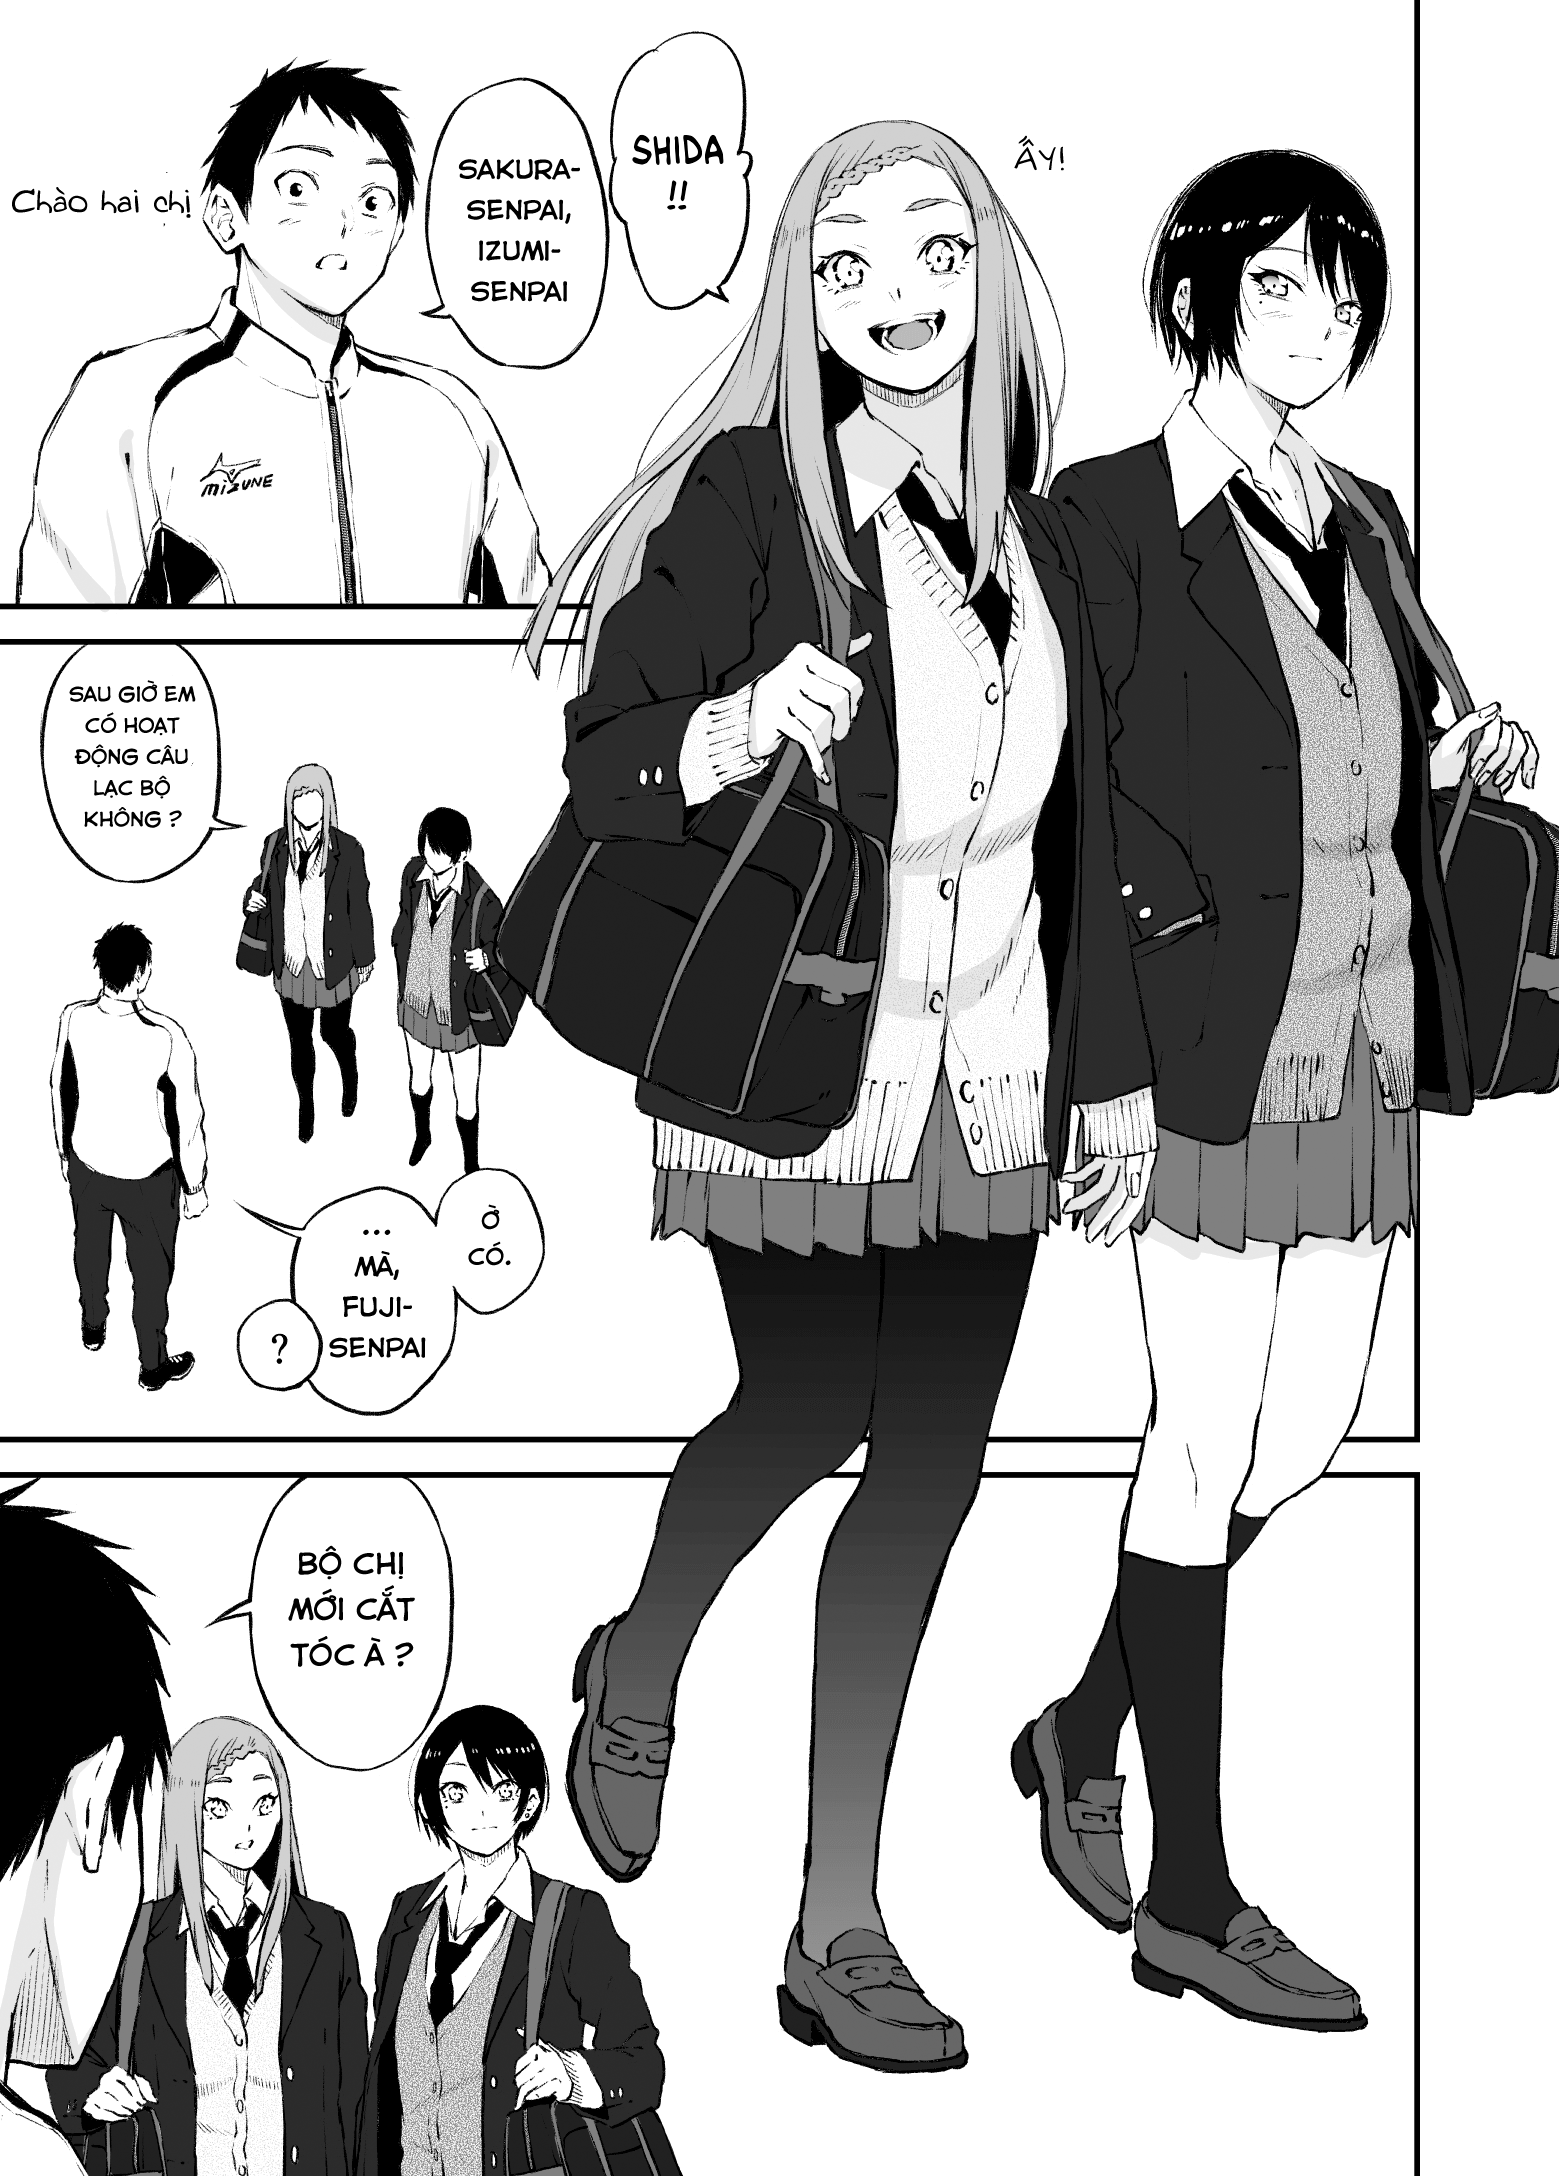 ẤY!
SHIDA
!!
SAKURA-
SENPAI,
IZUMI-
SENPAI
Chào hai chị
MIZUNE
SAU GIỜ EM
CÓ HOẠT
ĐỘNG CÂU
LẠC BỘ
KHÔNG ?
Ờ
CÓ.
...
MÀ,
FUJI-
SENPAI
?
BỘ CHỊ
MỚI CẮT
TÓC À ?